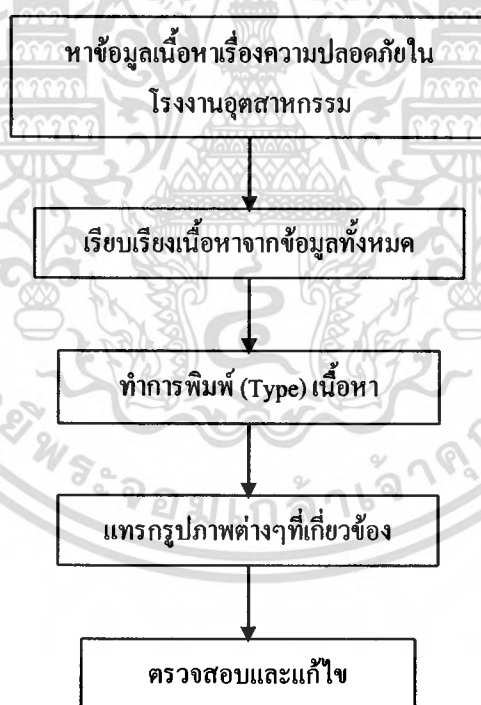 หาข้อมูลเนื้อหาเรื่องความปลอดภัยใน
โรงงานอุตสาหกรรม
เรียบเรียงเนื้อหาจากข้อมูลทั้งหมด
ทำการพิมพ์ (Type) เนื้อหา
แทรกรูปภาพต่างๆที่เกี่ยวข้อง
ตรวจสอบและแก้ไข